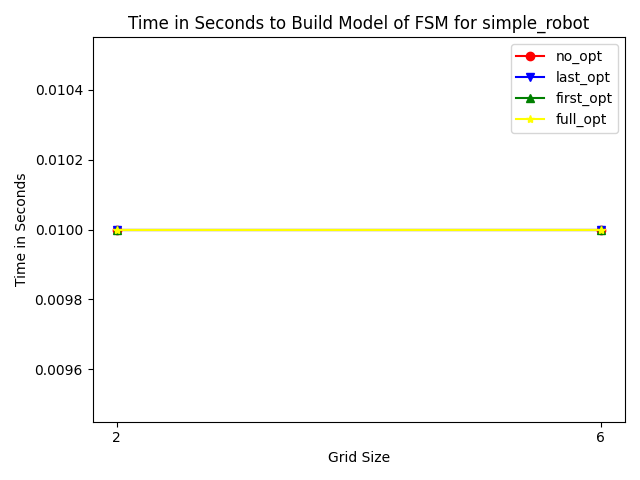 Time in Seconds to Build Model of FSM for simple_robot
no_opt
last_opt
first_opt
full_opt
0.0104
0.0102
0.0100
0.0098
0.0096
Time in Seconds
2
6
Grid Size